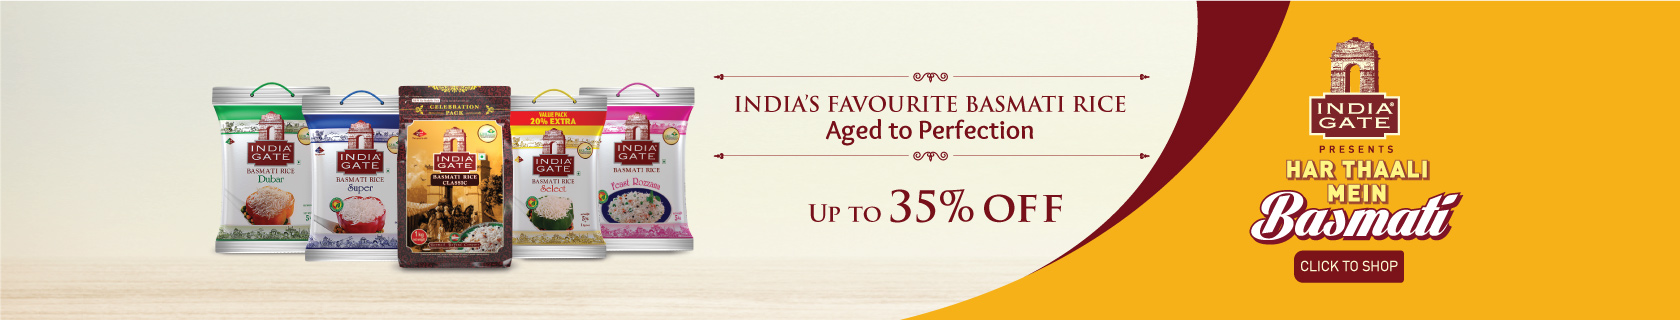 INDIA GATE
BASMATI RICE
Dubar
INDIA GATE
BASMATI RICE
Super
CELEBRATION
PACK
INDIA GATE
BASMATI RICE
CLASSIC
1kg
VALUE PACK
20% EXTRA
INDIA GATE
BASMATI RICE
Select
INDIA GATE
BASMATI RICE
Feast Rozzana
INDIA'S FAVOURITE BASMATI RICE
Aged to Perfection
UP TO 35% OFF
INDIA®
GATE
PRESENTS
HAR THAALI
MEIN
Basmati
CLICK TO SHOP